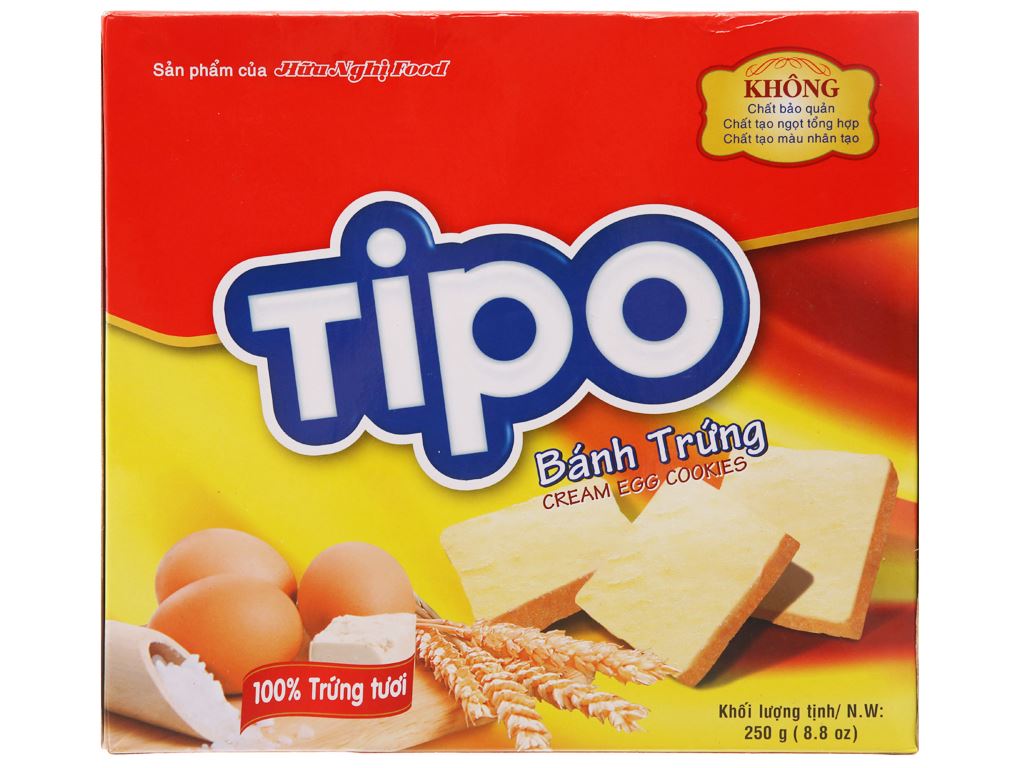 Sản phẩm của Hữu Nghị Food
KHÔNG
Chất bảo quản
Chất tạo ngọt tổng hợp
Chất tạo màu nhân tạo
Tipo
Bánh Trứng
CREAM EGG COOKIES
100% Trứng tươi
Khối lượng tịnh/ N.W:
250 g ( 8.8 oz)